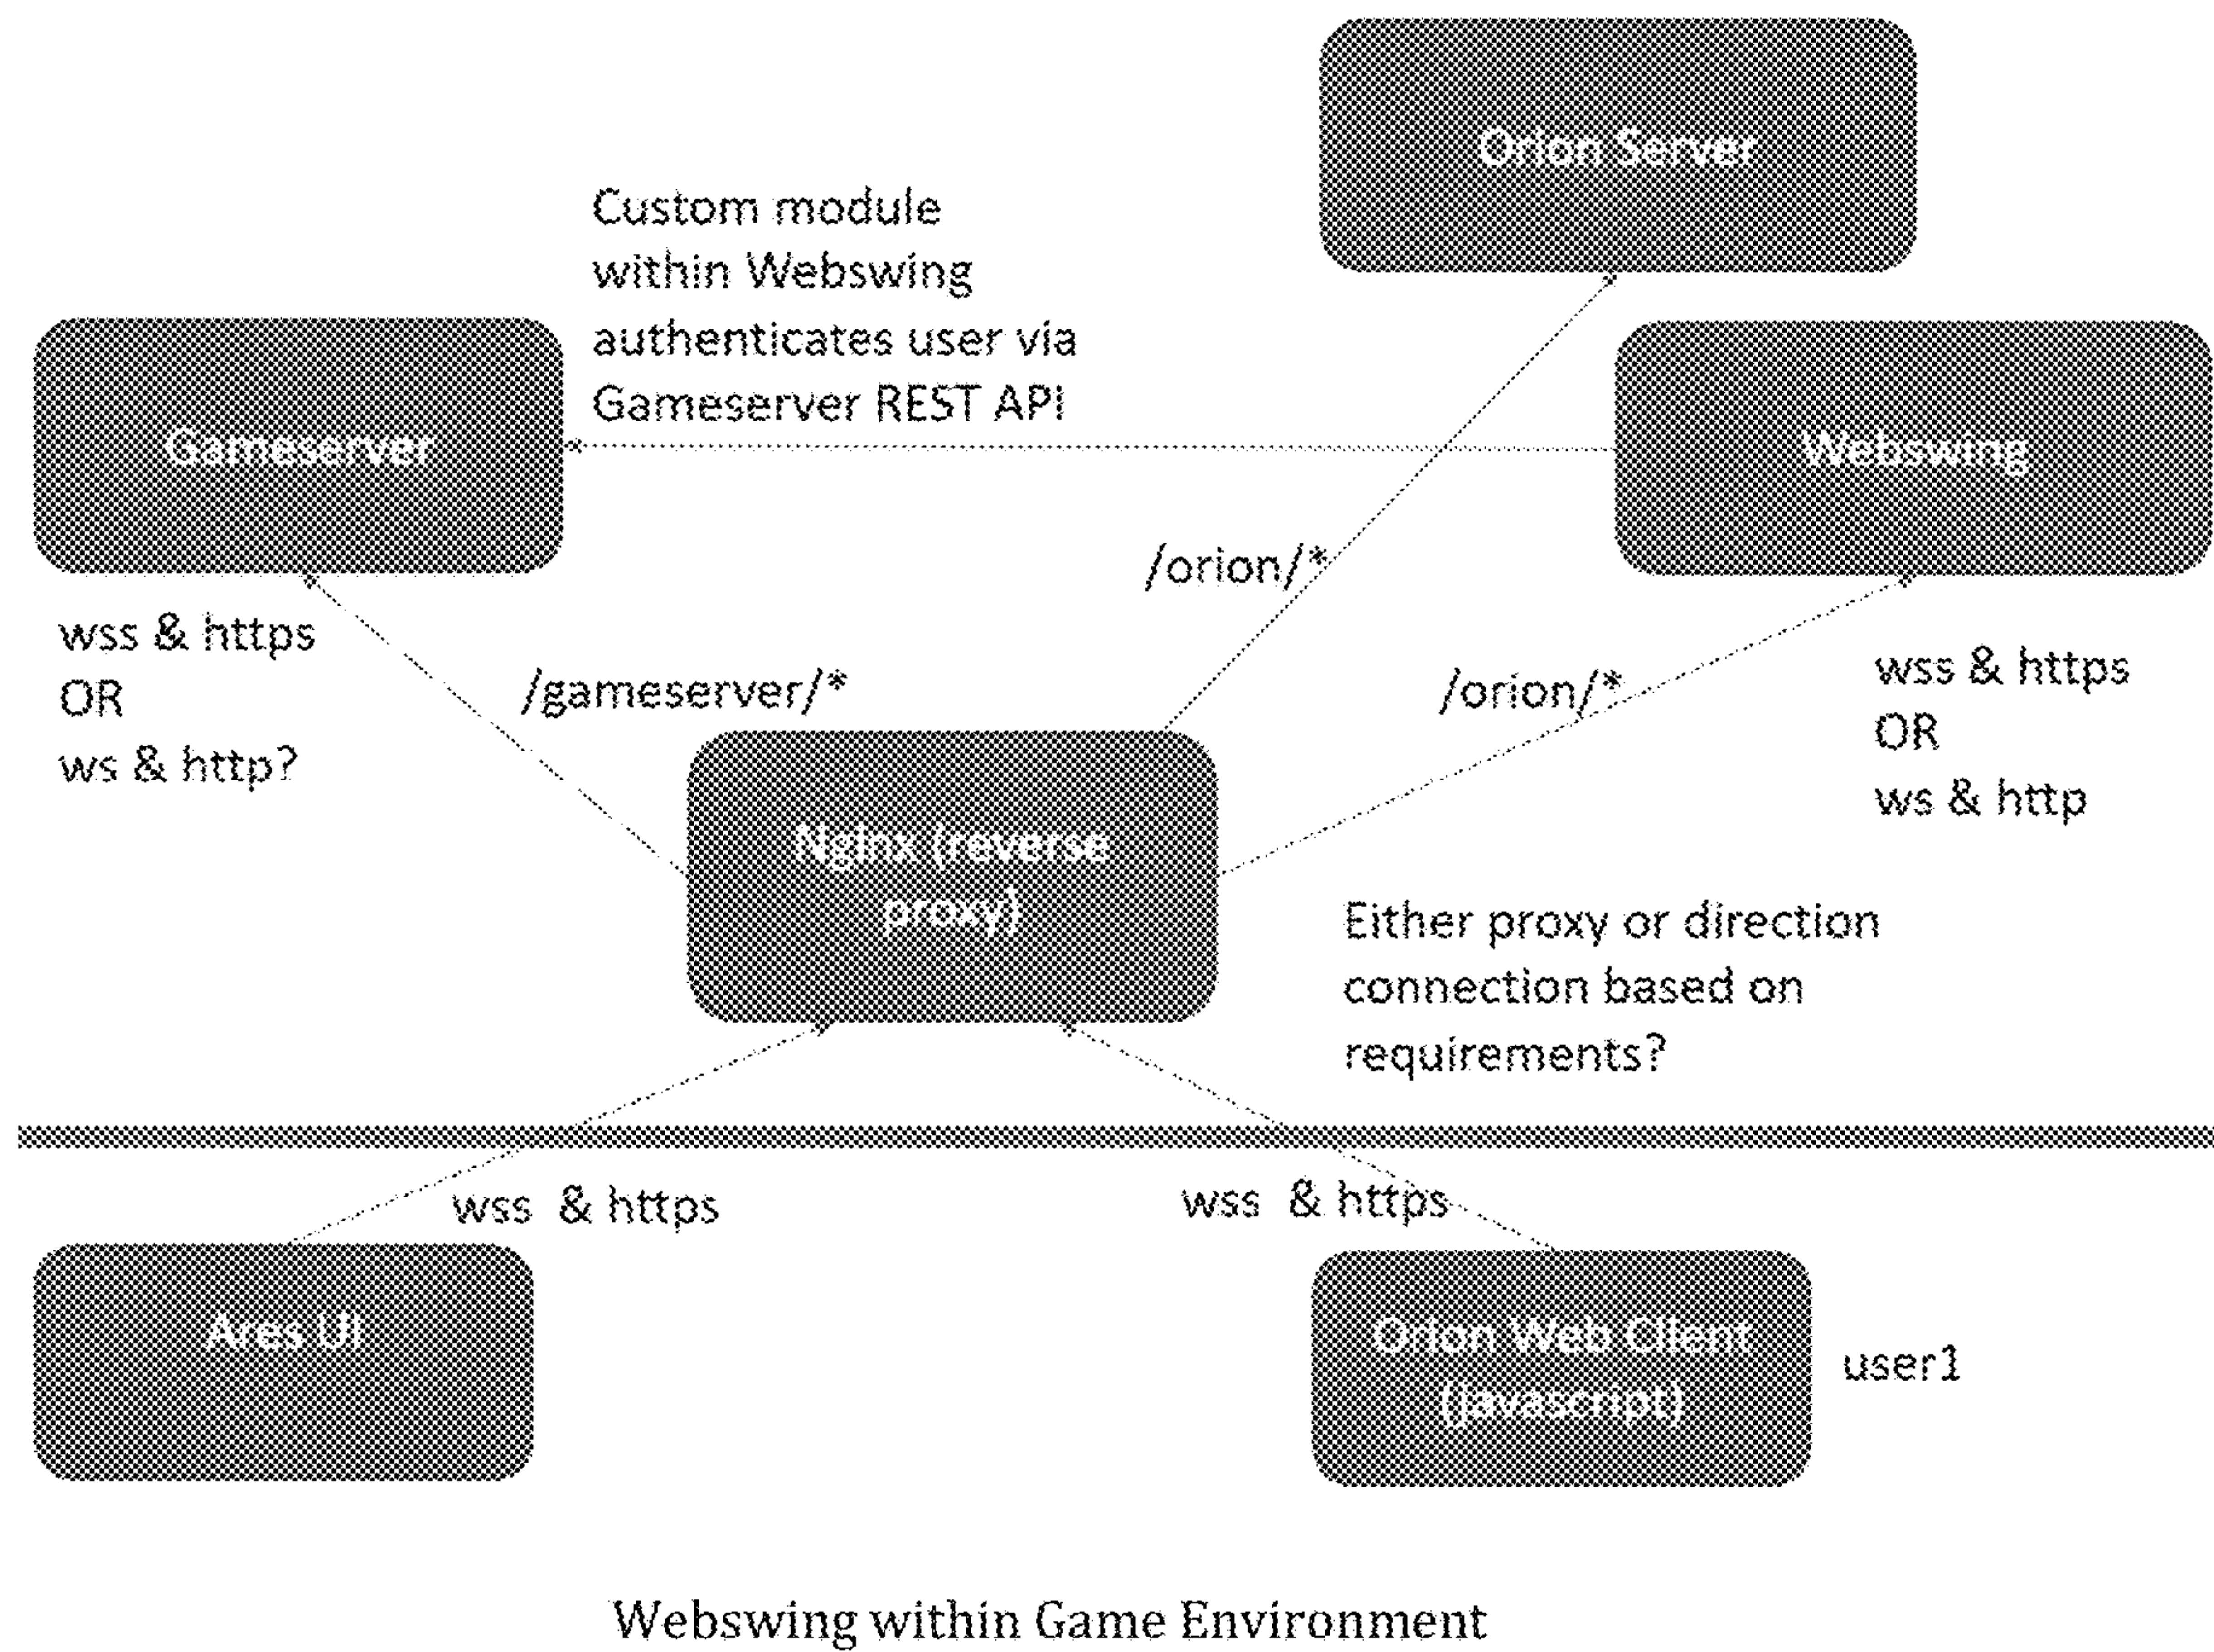 Orion Server
Custom module
within Webswing
authenticates user via
Gameserver REST API
Gameserver
Webswing
/orion/*
wss & https
OR
ws & http?
/gameserver/*
/orion/*
wss & https
OR
ws & http
Nginx (reverse
proxy)
Either proxy or direction
connection based on
requirements?
wss & https
wss & https
Ares UI
Orion Web Client
(javascript)
user1
Webswing within Game Environment